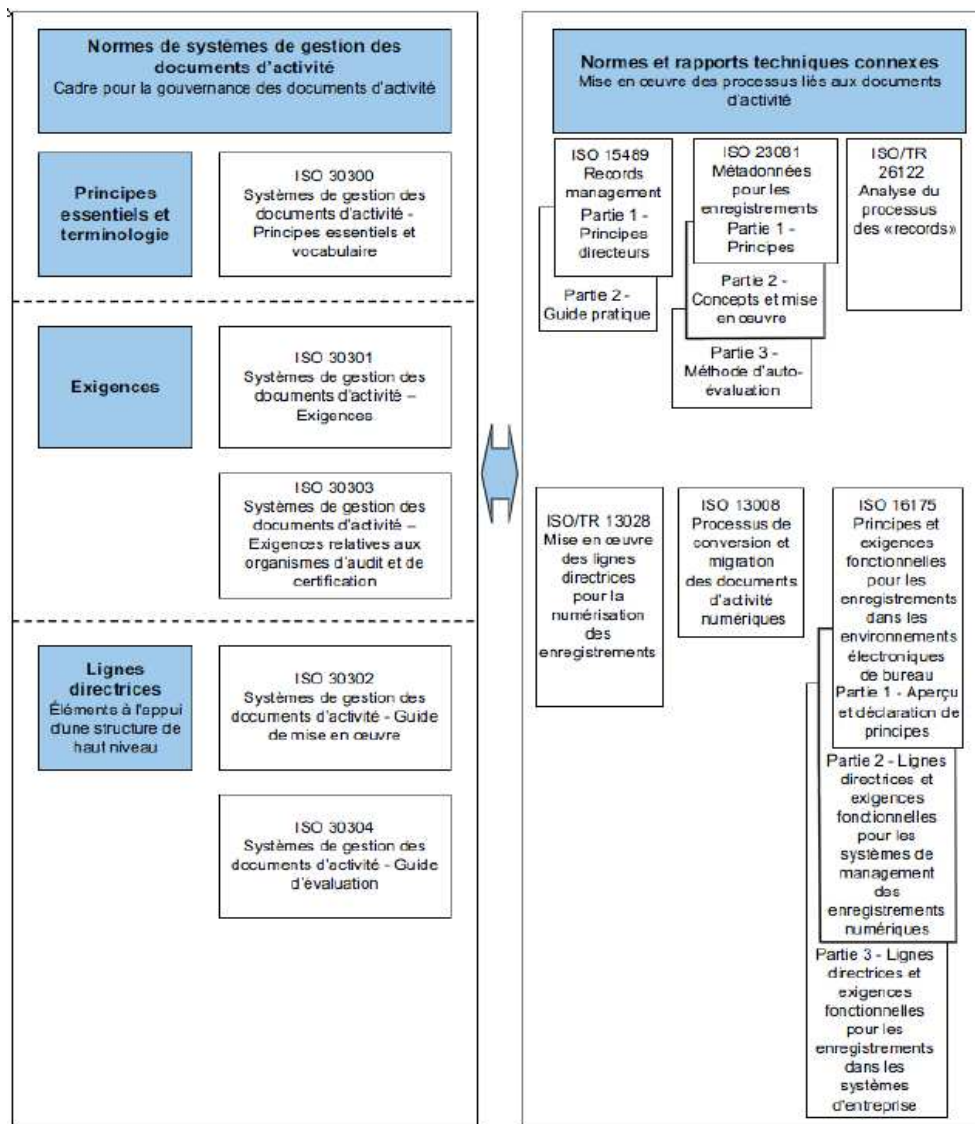 Normes de systèmes de gestion des
documents d'activité
Cadre pour la gouvernance des documents d'activité
Principes
essentiels et
terminologie
ISO 30300
Systèmes de gestion des
documents d'activité -
Principes essentiels et
vocabulaire
Exigences
ISO 30301
Systèmes de gestion des
documents d'activité –
Exigences
ISO 30303
Systèmes de gestion des
documents d'activité –
Exigences relatives aux
organismes d'audit et de
certification
Lignes
directrices
Éléments à l'appui
d'une structure de
haut niveau
ISO 30302
Systèmes de gestion des
documents d'activité - Guide
de mise en œuvre
ISO 30304
Systèmes de gestion des
documents d'activité - Guide
d'évaluation
Normes et rapports techniques connexes
Mise en œuvre des processus liés aux documents
d'activité
ISO 15489
Records
management
Partie 1 -
Principes
directeurs
Partie 2 -
Guide pratique
ISO 23081
Métadonnées
pour les
enregistrements
Partie 1 -
Principes
Partie 2 -
Concepts et mise
en œuvre
Partie 3 -
Méthode d'auto-
évaluation
ISO/TR
26122
Analyse du
processus
des «records»
ISO/TR 13028
Mise en œuvre
des lignes
directrices
pour la
numérisation
des
enregistrements
ISO 13008
Processus de
conversion et
migration
des documents
d'activité
numériques
ISO 16175
Principes et
exigences
fonctionnelles
pour les
enregistrements
dans les
environnements
électroniques
de bureau
Partie 1 - Aperçu
et déclaration de
principes
Partie 2 - Lignes
directrices et
exigences
fonctionnelles
pour les
systèmes de
management
des
enregistrements
numériques
Partie 3 - Lignes
directrices et
exigences
fonctionnelles
pour les
enregistrements
dans les
systèmes
d'entreprise